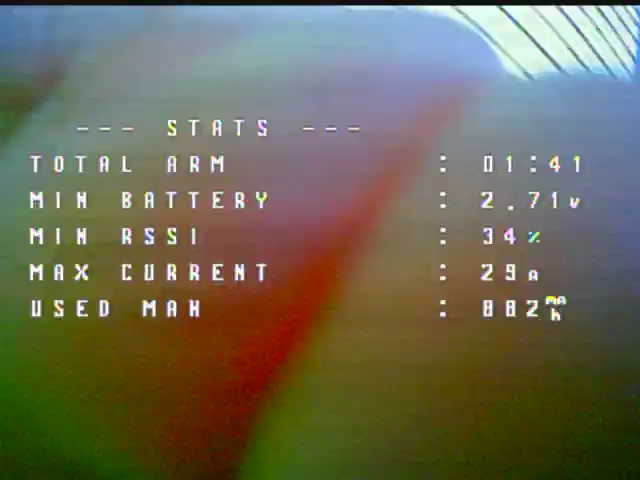 --- STATS ---
TOTAL ARM : 01:41
MIN BATTERY : 2.71V
MIN RSSI : 34%
MAX CURRENT : 29A
USED MAH : 882mAh